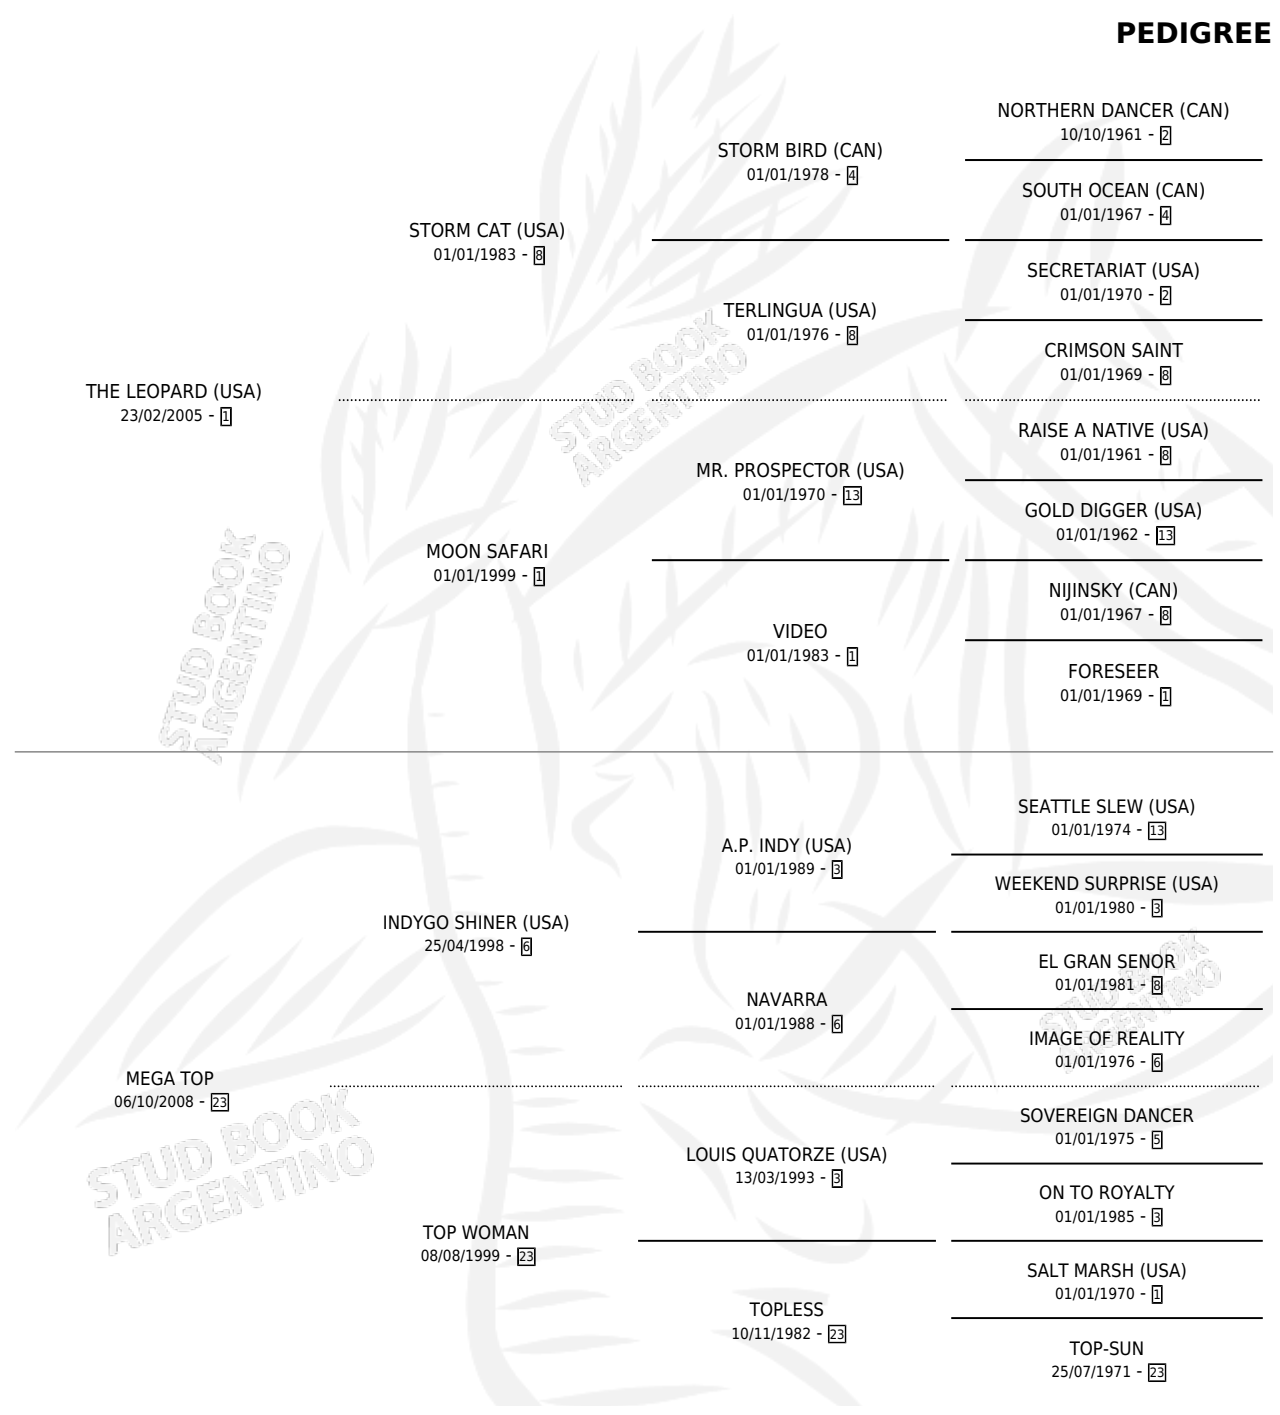 PEDIGREE
NORTHERN DANCER (CAN)
10/10/1961 - 2
STORM BIRD (CAN)
01/01/1978 - 4
SOUTH OCEAN (CAN)
01/01/1967 - 4
STORM CAT (USA)
01/01/1983 - 8
SECRETARIAT (USA)
01/01/1970 - 2
TERLINGUA (USA)
01/01/1976 - 8
CRIMSON SAINT
01/01/1969 - 8
THE LEOPARD (USA)
23/02/2005 - 1
STUD BOOK
ARGENTINO
RAISE A NATIVE (USA)
01/01/1961 - 8
MR. PROSPECTOR (USA)
01/01/1970 - 13
GOLD DIGGER (USA)
01/01/1962 - 13
MOON SAFARI
01/01/1999 - 1
NIJINSKY (CAN)
01/01/1967 - 8
VIDEO
01/01/1983 - 1
FORESEER
01/01/1969 - 1
STUD BOOK
ARGENTINO
SEATTLE SLEW (USA)
01/01/1974 - 13
A.P. INDY (USA)
01/01/1989 - 3
WEEKEND SURPRISE (USA)
01/01/1980 - 3
INDYGO SHINER (USA)
25/04/1998 - 6
EL GRAN SENOR
01/01/1981 - 8
NAVARRA
01/01/1988 - 6
STUD BOOK
ARGENTINO
IMAGE OF REALITY
01/01/1976 - 6
MEGA TOP
06/10/2008 - 23
SOVEREIGN DANCER
01/01/1975 - 5
LOUIS QUATORZE (USA)
13/03/1993 - 3
STUD BOOK
ARGENTINO
ON TO ROYALTY
01/01/1985 - 3
TOP WOMAN
08/08/1999 - 23
SALT MARSH (USA)
01/01/1970 - 1
TOPLESS
10/11/1982 - 23
TOP-SUN
25/07/1971 - 23